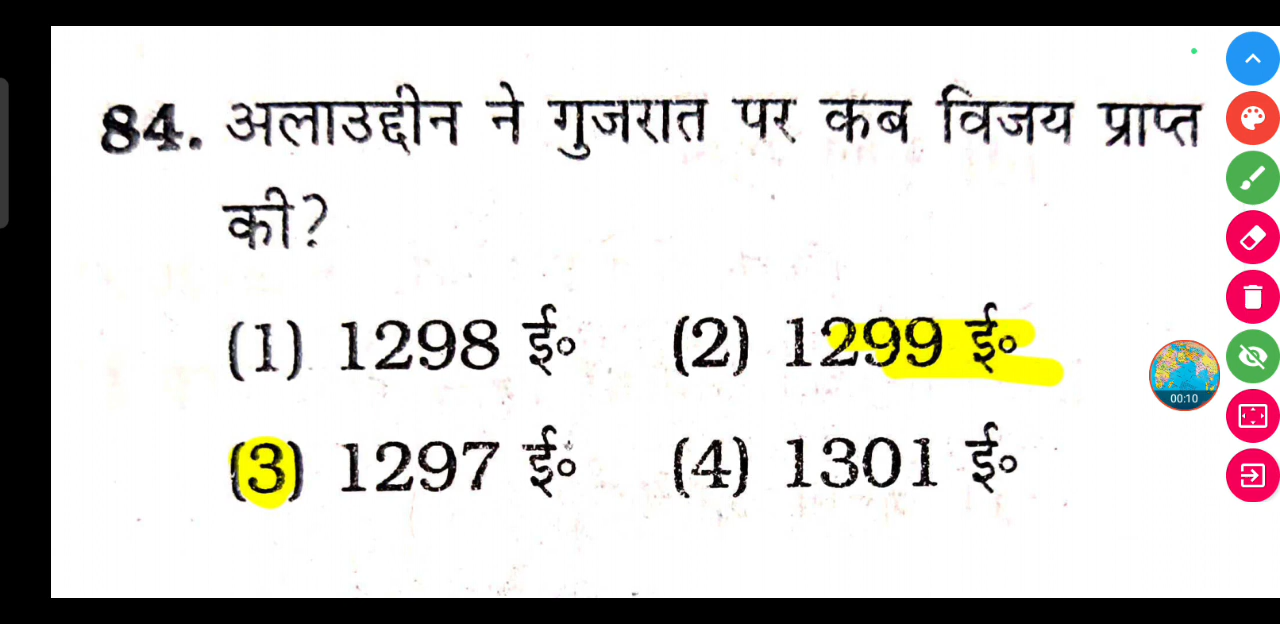 84. अलाउद्दीन ने गुजरात पर कब विजय प्राप्त
की?
(1) 1298 ई० (2) 1299 ई०
(3) 1297 ई० (4) 1301 ई०
00:10